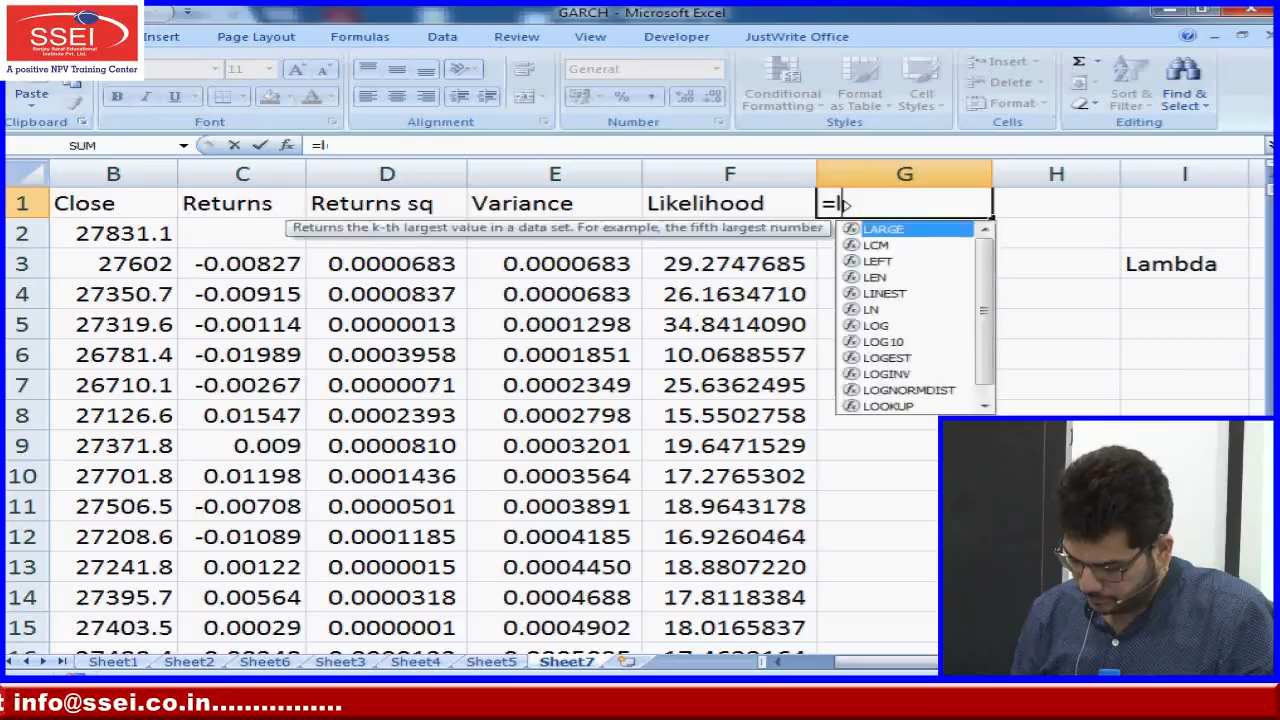 SSEI
Sanjay Saraf Educational
Institute Pvt. Ltd.
A positive NPV Training Center
GARCH - Microsoft Excel
Insert Page Layout Formulas Data Review View Developer JustWrite Office
11 General Insert
Delete
Format
Paste B I U Conditional Formatting Format as Table Cell Styles Σ Sort & Filter Find & Select
Clipboard Font Alignment Number Styles Cells Editing
SUM =l
B C D E F G H I
1 Close Returns Returns sq Variance Likelihood =l
Returns the k-th largest value in a data set. For example, the fifth largest number
LARGE
LCM
LEFT
LEN
LINEST
LN
LOG
LOG10
LOGEST
LOGINV
LOGNORMDIST
LOOKUP
2 27831.1
3 27602 -0.00827 0.0000683 0.0000683 29.2747685 Lambda
4 27350.7 -0.00915 0.0000837 0.0000683 26.1634710
5 27319.6 -0.00114 0.0000013 0.0001298 34.8414090
6 26781.4 -0.01989 0.0003958 0.0001851 10.0688557
7 26710.1 -0.00267 0.0000071 0.0002349 25.6362495
8 27126.6 0.01547 0.0002393 0.0002798 15.5502758
9 27371.8 0.009 0.0000810 0.0003201 19.6471529
10 27701.8 0.01198 0.0001436 0.0003564 17.2765302
11 27506.5 -0.00708 0.0000501 0.0003891 18.9643178
12 27208.6 -0.01089 0.0001185 0.0004185 16.9260464
13 27241.8 0.00122 0.0000015 0.0004450 18.8807220
14 27395.7 0.00564 0.0000318 0.0004688 17.8118384
15 27403.5 0.00029 0.0000001 0.0004902 18.0165837
Sheet1 Sheet2 Sheet6 Sheet3 Sheet4 Sheet5 Sheet7
info@ssei.co.in................